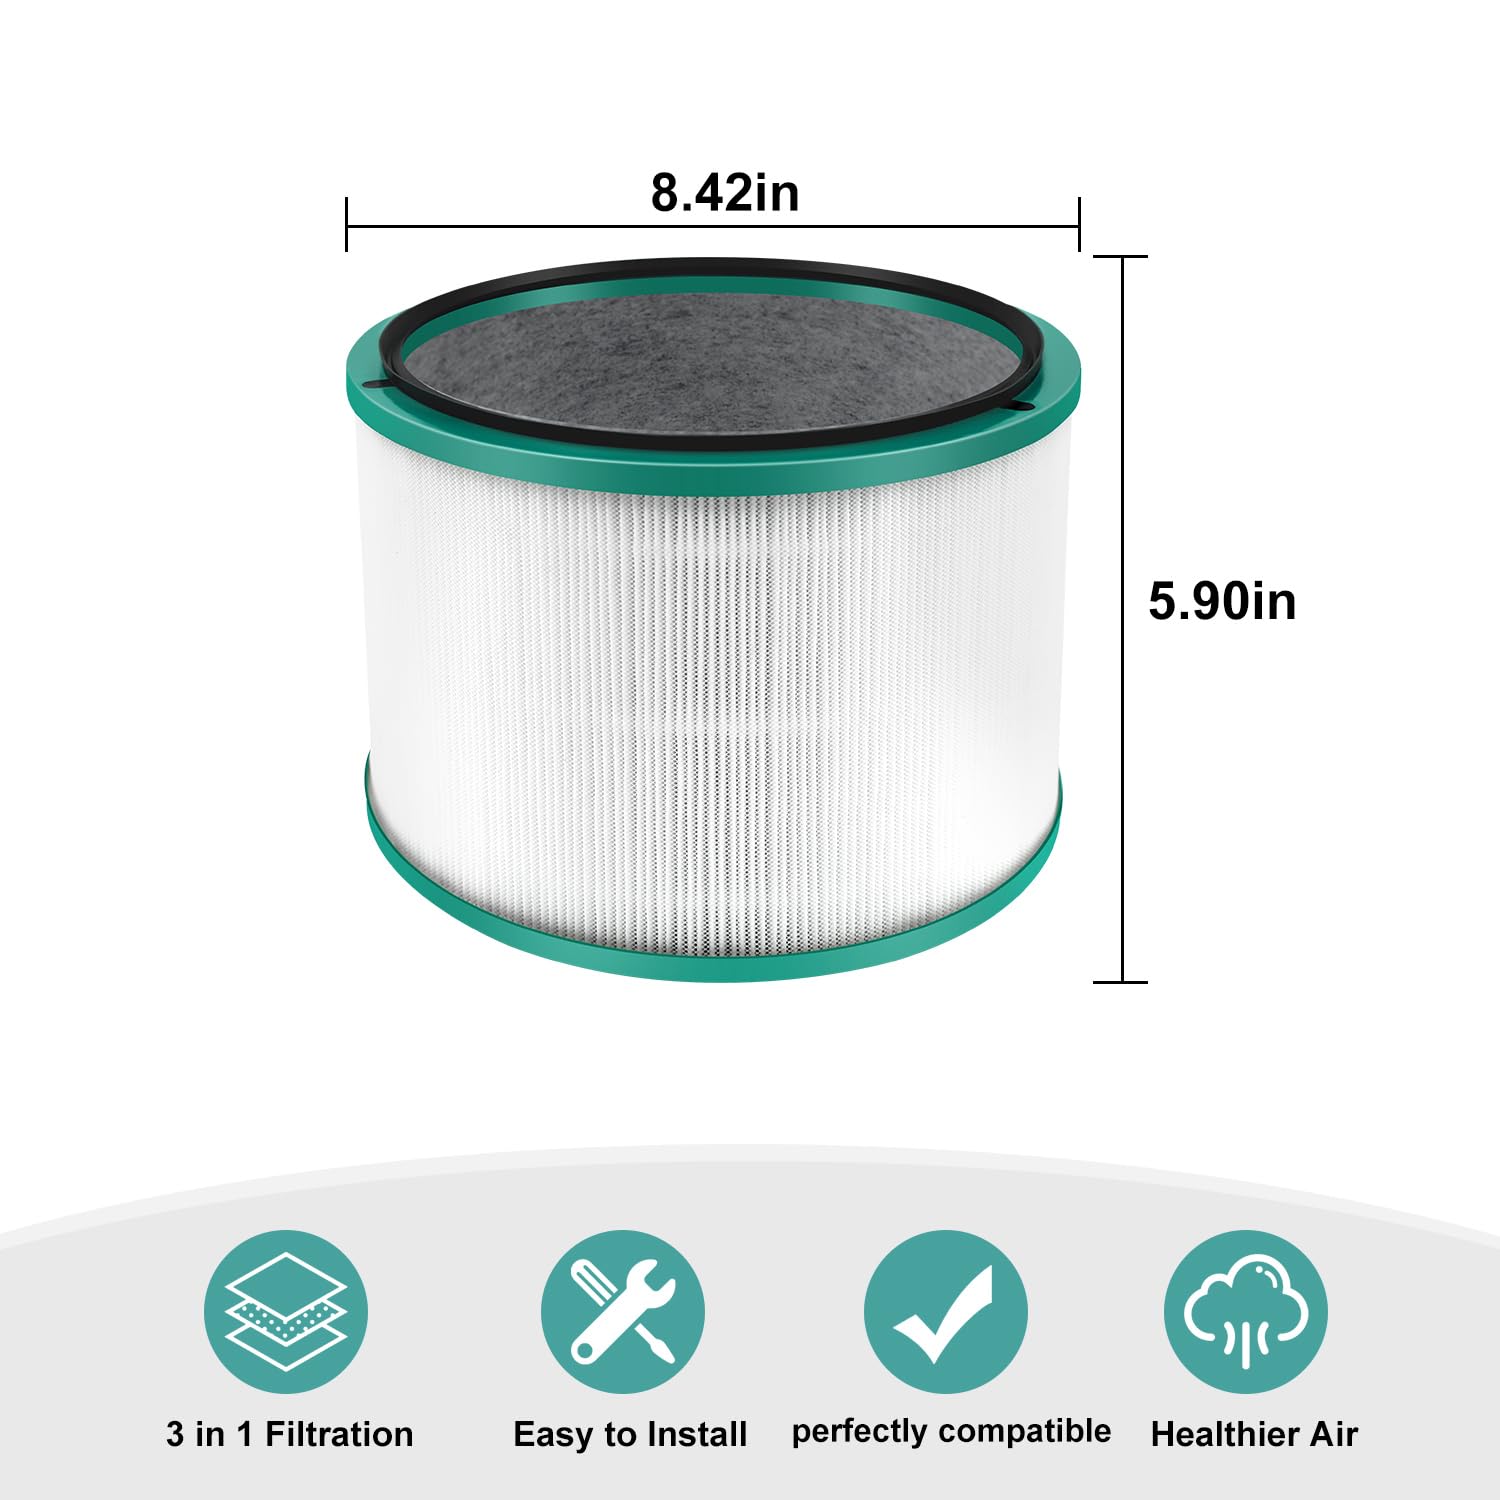 8.42in
5.90in
3 in 1 Filtration
Easy to Install
perfectly compatible
Healthier Air